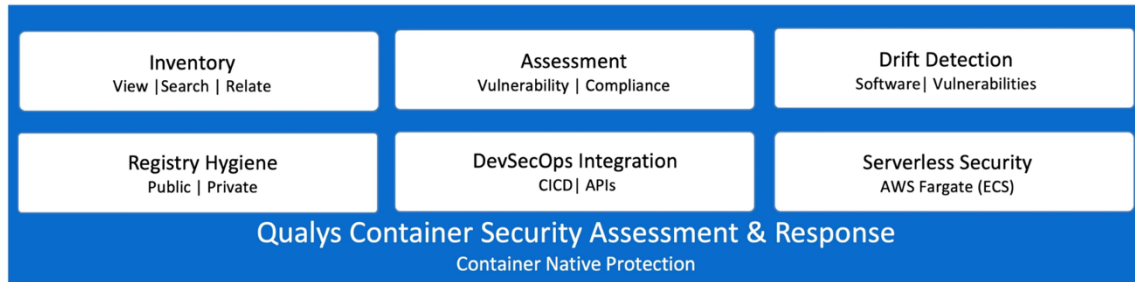 Inventory
View |Search | Relate
Assessment
Vulnerability | Compliance
Drift Detection
Software| Vulnerabilities
Registry Hygiene
Public | Private
DevSecOps Integration
CICD| APIs
Serverless Security
AWS Fargate (ECS)
Qualys Container Security Assessment & Response
Container Native Protection